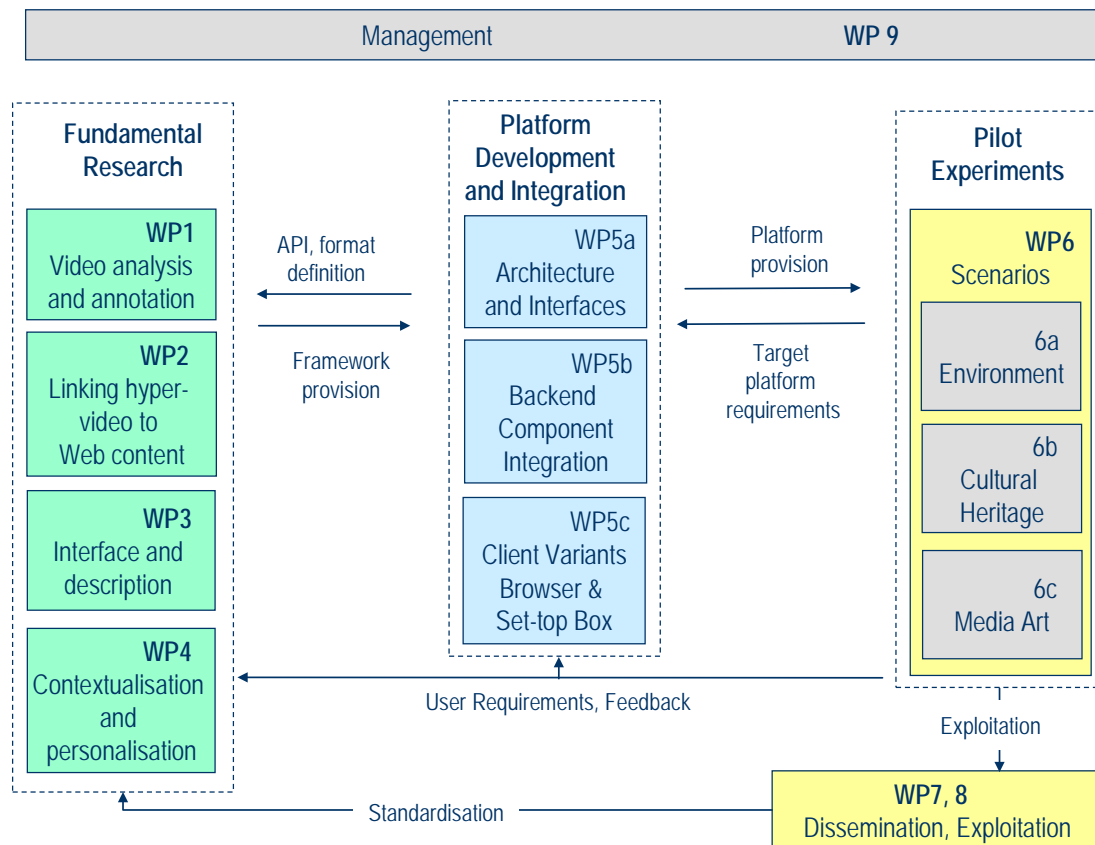 Management WP 9
Fundamental
Research
WP1
Video analysis
and annotation
WP2
Linking hyper-
video to
Web content
WP3
Interface and
description
WP4
Contextualisation
and
personalisation
API, format
definition
Framework
provision
Platform
Development
and Integration
WP5a
Architecture
and Interfaces
WP5b
Backend
Component
Integration
WP5c
Client Variants
Browser &
Set-top Box
Platform
provision
Target
platform
requirements
Pilot
Experiments
WP6
Scenarios
6a
Environment
6b
Cultural
Heritage
6c
Media Art
User Requirements, Feedback
Exploitation
WP7, 8
Dissemination, Exploitation
Standardisation